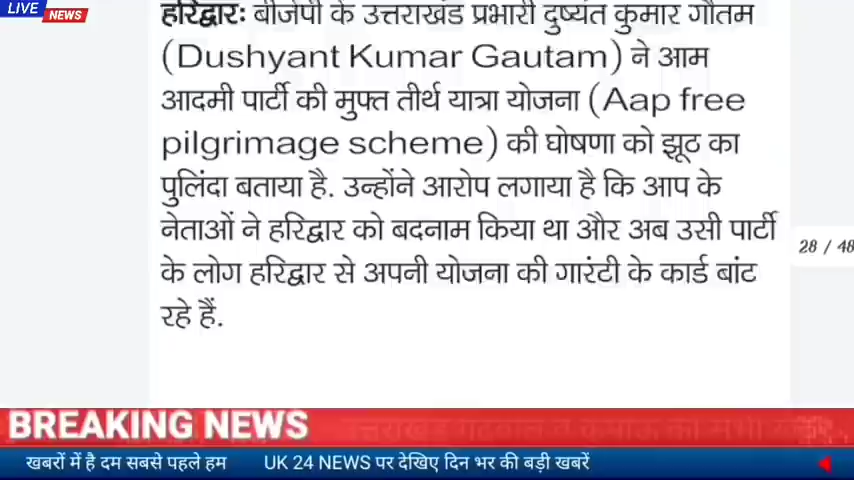 LIVE
NEWS
हरिद्वारः बीजेपी के उत्तराखंड प्रभारी दुष्यंत कुमार गौतम
(Dushyant Kumar Gautam) ने आम
आदमी पार्टी की मुफ्त तीर्थ यात्रा योजना (Aap free
pilgrimage scheme) की घोषणा को झूठ का
पुलिंदा बताया है. उन्होंने आरोप लगाया है कि आप के
नेताओं ने हरिद्वार को बदनाम किया था और अब उसी पार्टी
के लोग हरिद्वार से अपनी योजना की गारंटी के कार्ड बांट
रहे हैं.
28 / 48
BREAKING NEWS
खबरों में है दम सबसे पहले हम UK 24 NEWS पर देखिए दिन भर की बड़ी खबरें